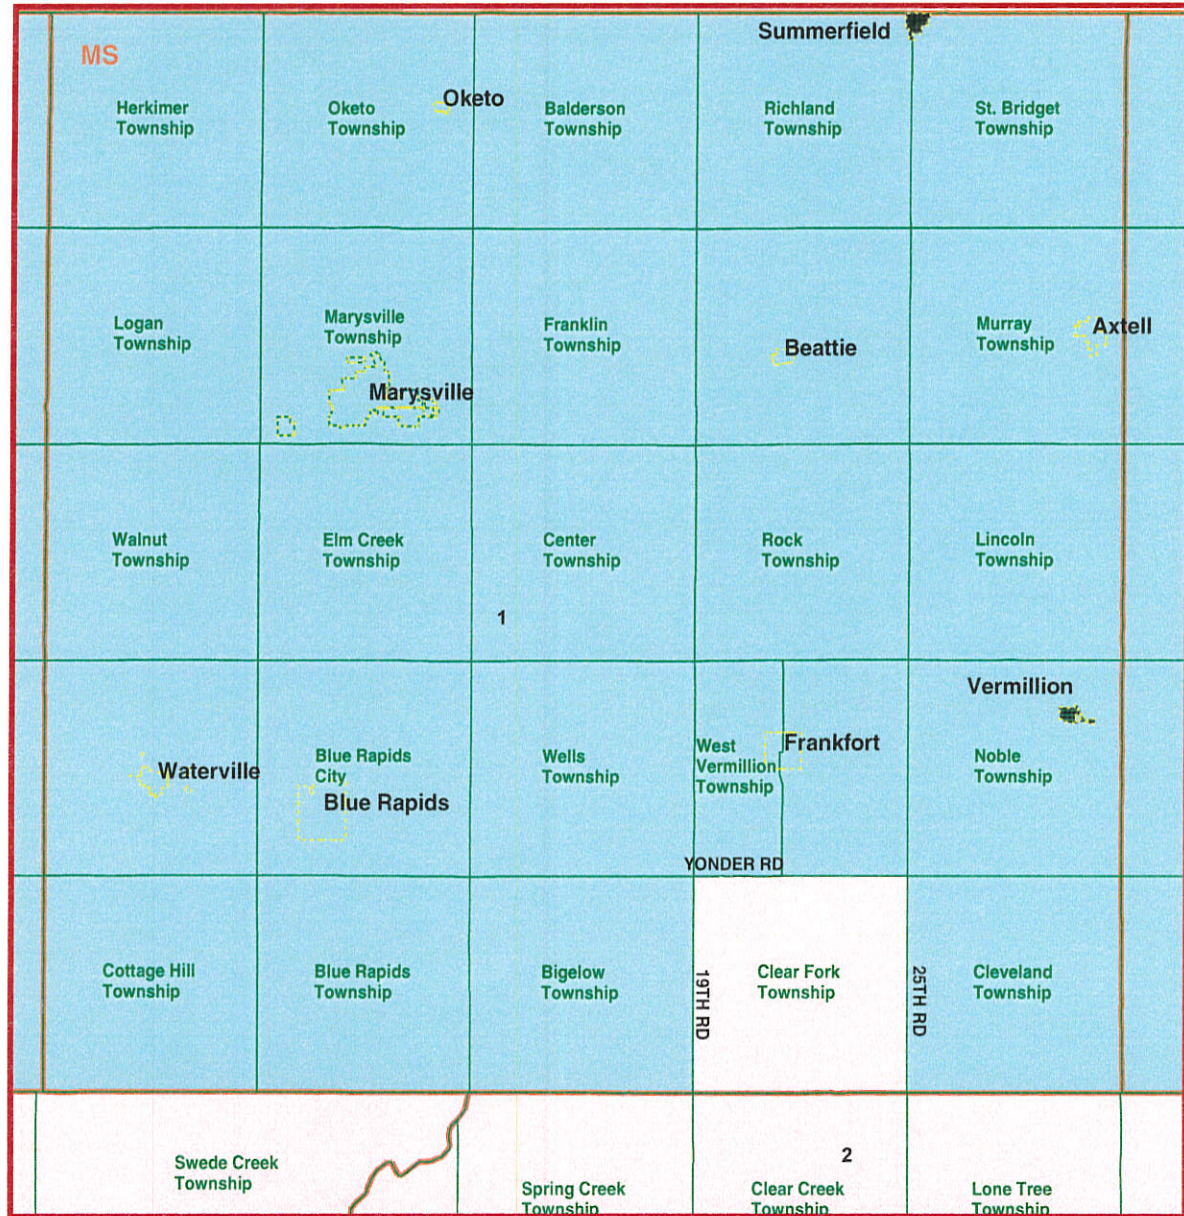 Summerfield
MS
Oketo
Herkimer
Township
Oketo
Township
Balderson
Township
Richland
Township
St. Bridget
Township
Logan
Township
Marysville
Township
Franklin
Township
Beattie
Murray
Township
Axtell
Marysville
Walnut
Township
Elm Creek
Township
Center
Township
Rock
Township
Lincoln
Township
1
Vermillion
Waterville
Blue Rapids
City
Blue Rapids
Wells
Township
West
Vermillion
Township
Frankfort
Noble
Township
YONDER RD
Cottage Hill
Township
Blue Rapids
Township
Bigelow
Township
19TH RD
Clear Fork
Township
25TH RD
Cleveland
Township
2
Swede Creek
Township
Spring Creek
Township
Clear Creek
Township
Lone Tree
Township